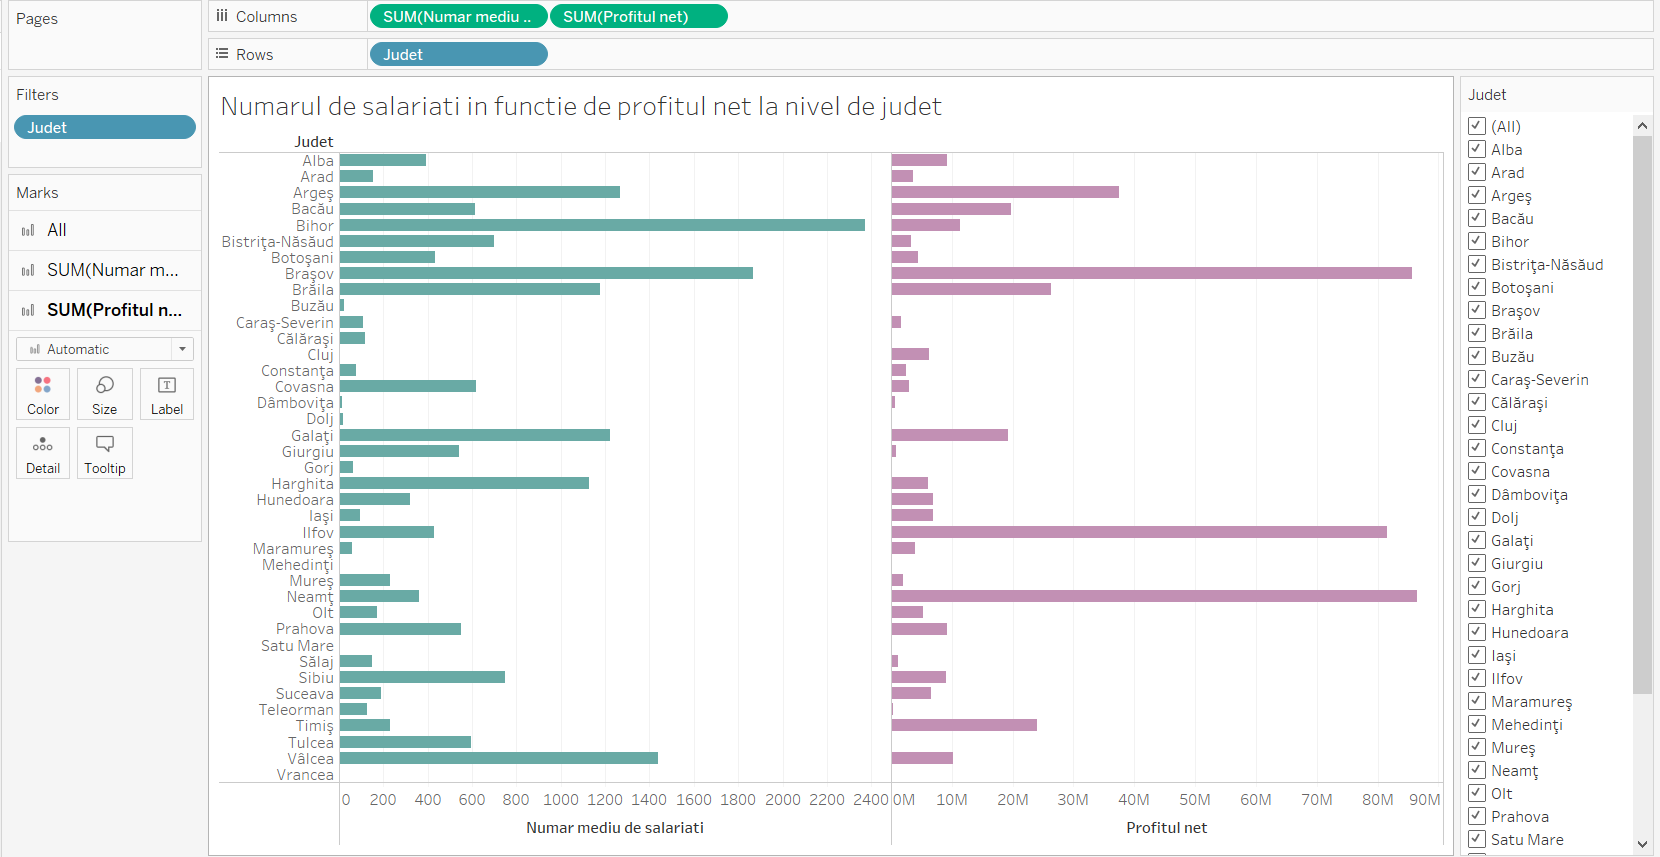 Pages
Columns
SUM(Numar mediu ..
SUM(Profitul net)
Rows
Judet
Filters
Judet
Marks
All
SUM(Numar m...
SUM(Profitul n...
Automatic
Color
Size
Label
Detail
Tooltip
Numarul de salariati in functie de profitul net la nivel de judet
Judet
Alba
Arad
Argeş
Bacău
Bihor
Bistriţa-Năsăud
Botoşani
Braşov
Brăila
Buzău
Caraş-Severin
Călăraşi
Cluj
Constanţa
Covasna
Dâmboviţa
Dolj
Galaţi
Giurgiu
Gorj
Harghita
Hunedoara
Iaşi
Ilfov
Maramureş
Mehedinţi
Mureş
Neamţ
Olt
Prahova
Satu Mare
Sălaj
Sibiu
Suceava
Teleorman
Timiş
Tulcea
Vâlcea
Vrancea
0 200 400 600 800 1000 1200 1400 1600 1800 2000 2200 2400
0M 10M 20M 30M 40M 50M 60M 70M 80M 90M
Numar mediu de salariati
Profitul net
Judet
(All)
Alba
Arad
Argeş
Bacău
Bihor
Bistriţa-Năsăud
Botoşani
Braşov
Brăila
Buzău
Caraş-Severin
Călăraşi
Cluj
Constanţa
Covasna
Dâmboviţa
Dolj
Galaţi
Giurgiu
Gorj
Harghita
Hunedoara
Iaşi
Ilfov
Maramureş
Mehedinţi
Mureş
Neamţ
Olt
Prahova
Satu Mare